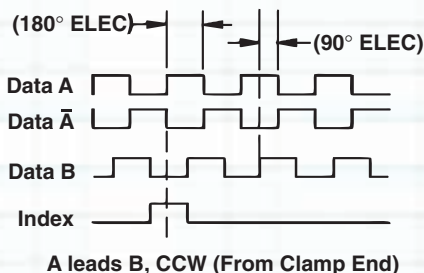 (180° ELEC)
(90° ELEC)
Data A
Data A̅
Data B
Index
A leads B, CCW (From Clamp End)